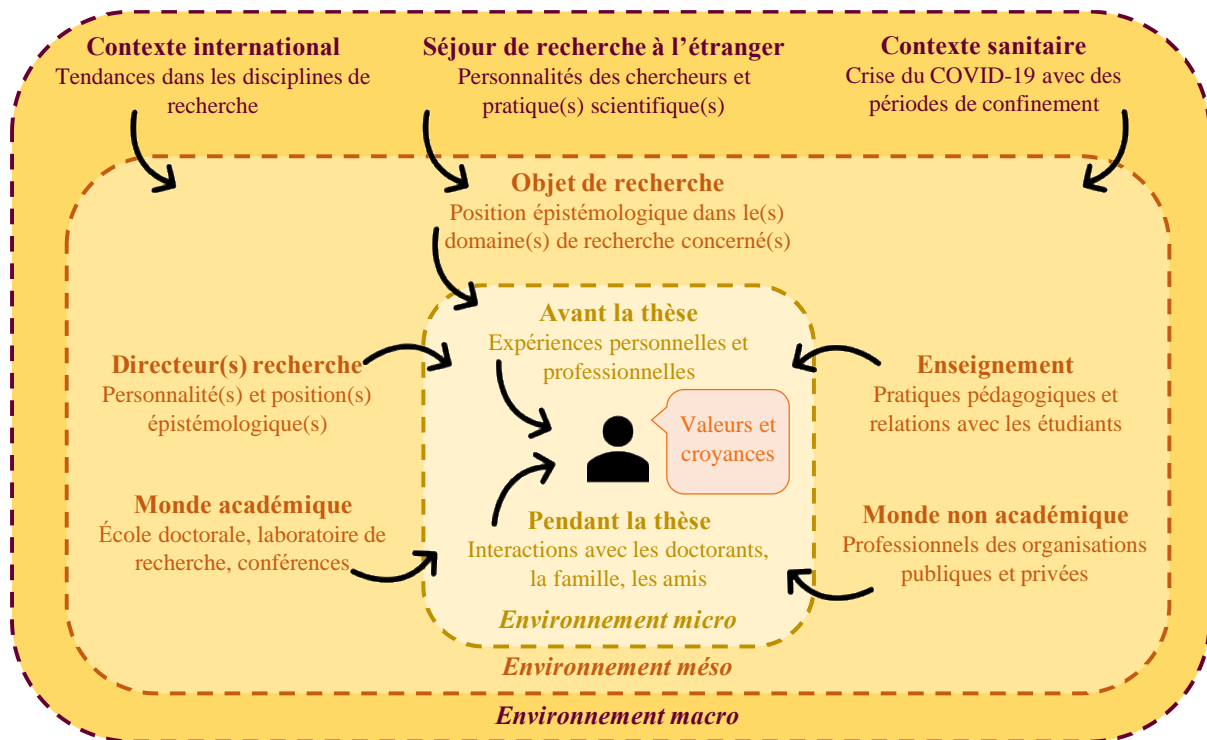 Contexte international
Tendances dans les disciplines de
recherche
Séjour de recherche à l'étranger
Personnalités des chercheurs et
pratique(s) scientifique(s)
Contexte sanitaire
Crise du COVID-19 avec des
périodes de confinement
Objet de recherche
Position épistémologique dans le(s)
domaine(s) de recherche concerné(s)
Directeur(s) recherche
Personnalité(s) et position(s)
épistémologique(s)
Avant la thèse
Expériences personnelles et
professionnelles
Enseignement
Pratiques pédagogiques et
relations avec les étudiants
Valeurs et
croyances
Monde académique
École doctorale, laboratoire de
recherche, conférences
Pendant la thèse
Interactions avec les doctorants,
la famille, les amis
Monde non académique
Professionnels des organisations
publiques et privées
Environnement micro
Environnement méso
Environnement macro